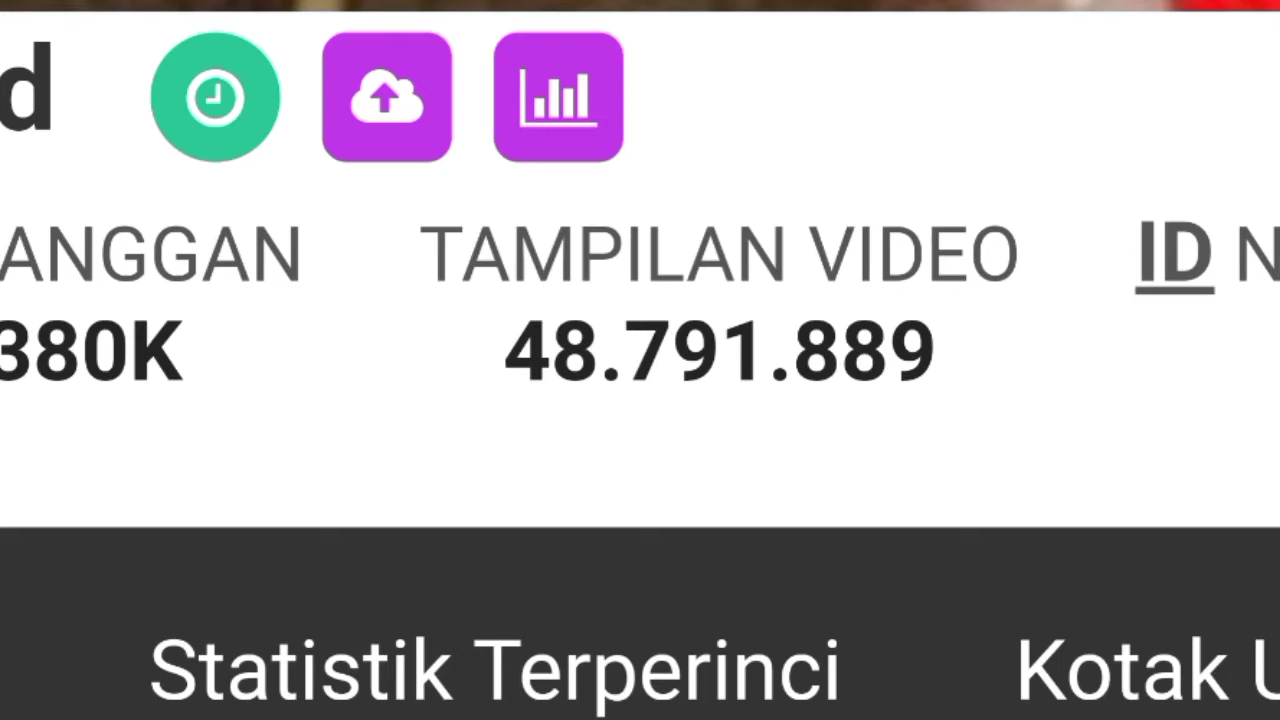 d
ANGGAN TAMPILAN VIDEO ID N
380K 48.791.889
Statistik Terperinci Kotak U